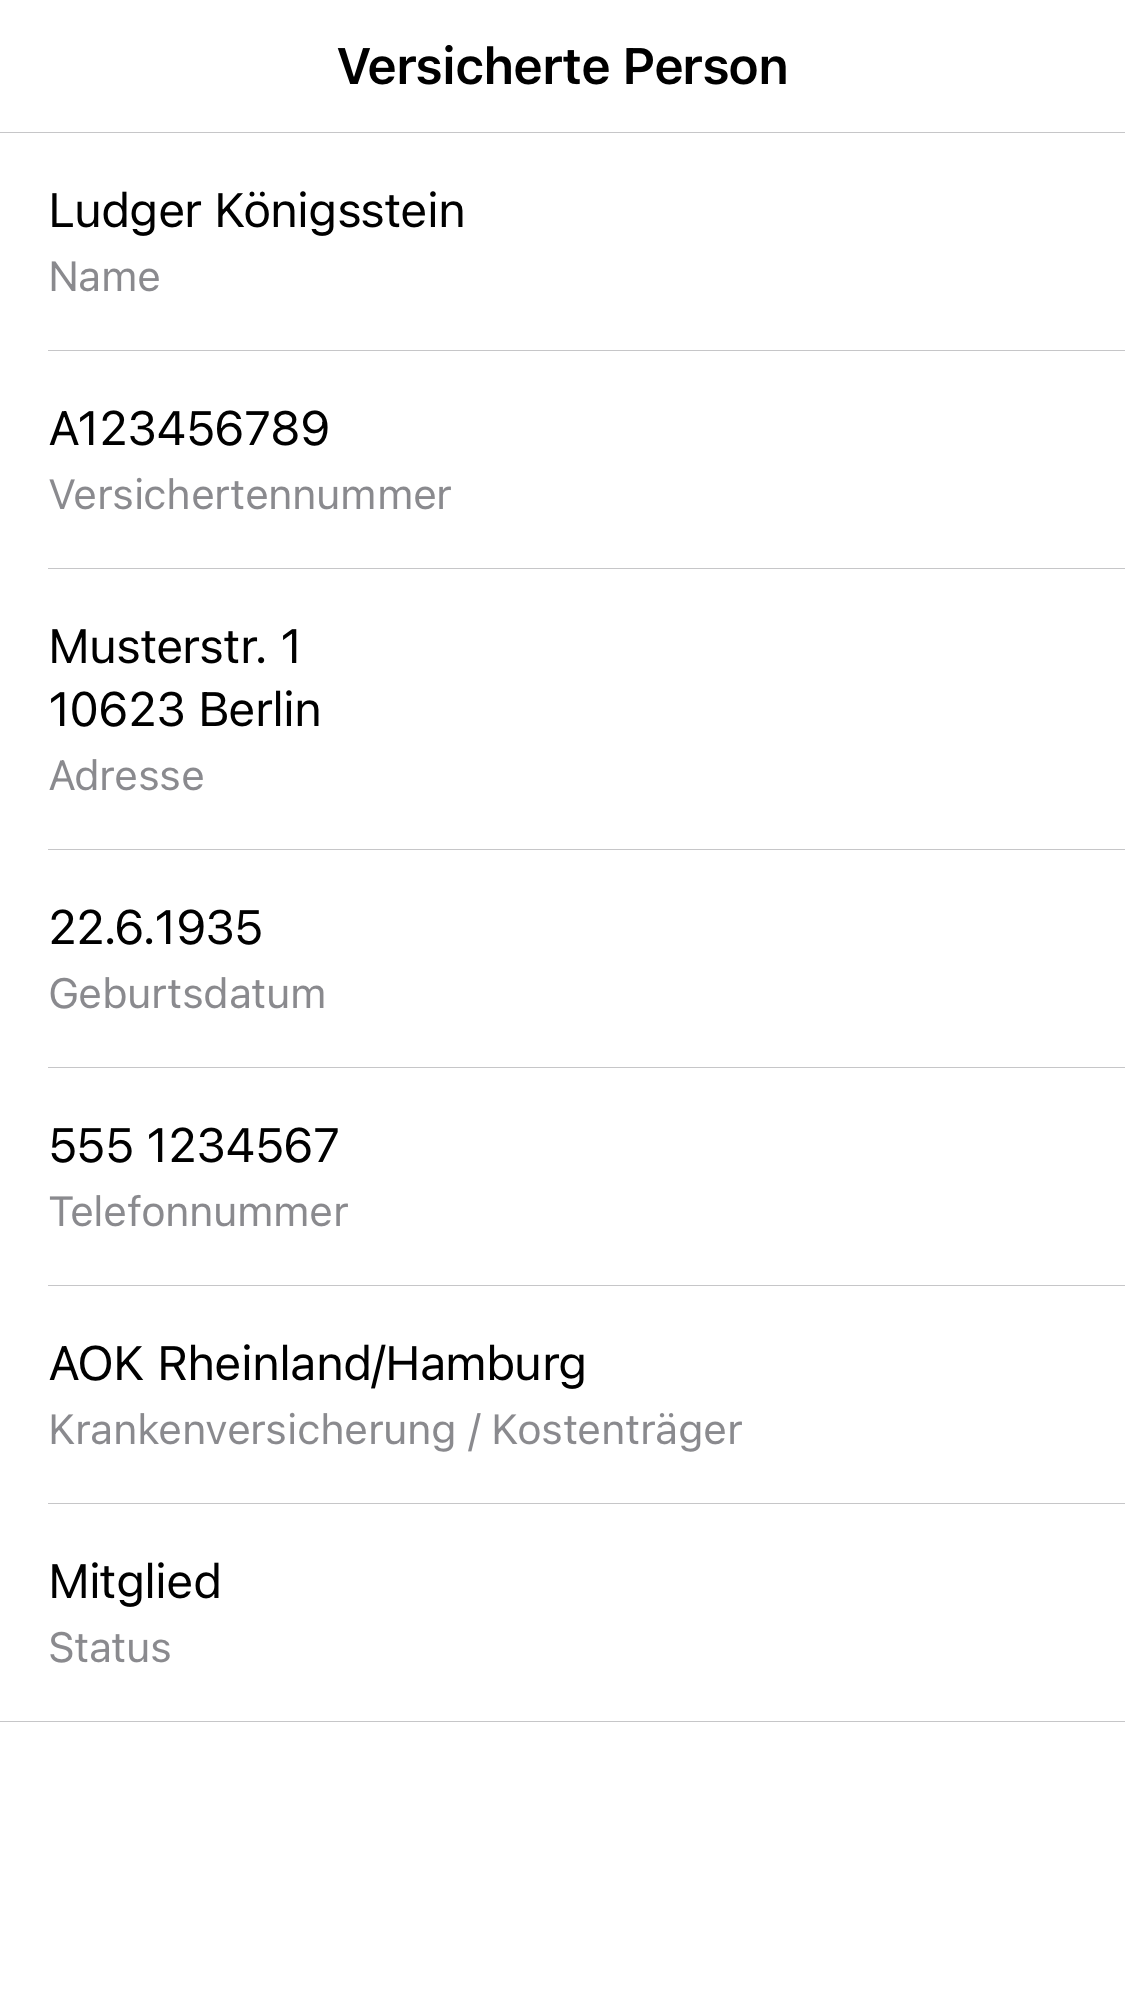 Versicherte Person
Ludger Königsstein
Name
A123456789
Versichertennummer
Musterstr. 1
10623 Berlin
Adresse
22.6.1935
Geburtsdatum
555 1234567
Telefonnummer
AOK Rheinland/Hamburg
Krankenversicherung / Kostenträger
Mitglied
Status